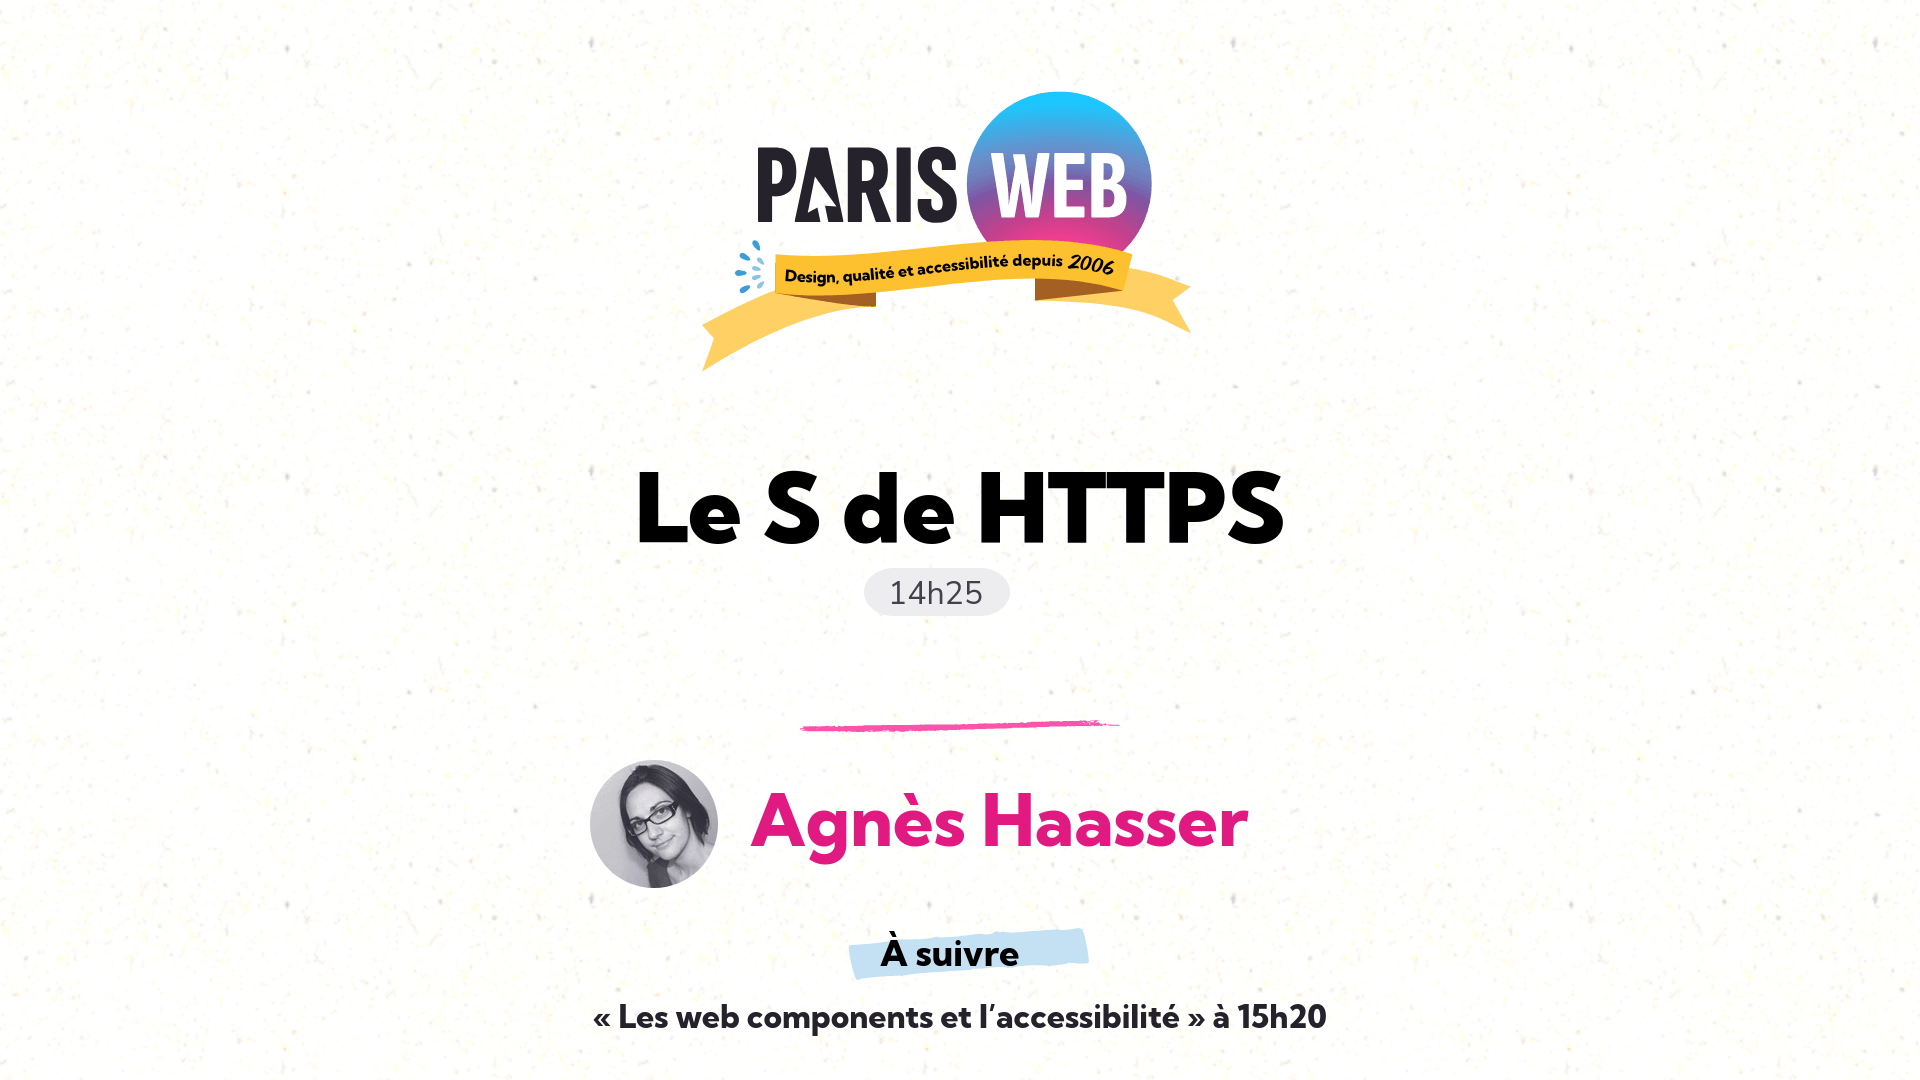 PARIS WEB
Design, qualité et accessibilité depuis 2006
Le S de HTTPS
14h25
Agnès Haasser
À suivre
« Les web components et l’accessibilité » à 15h20